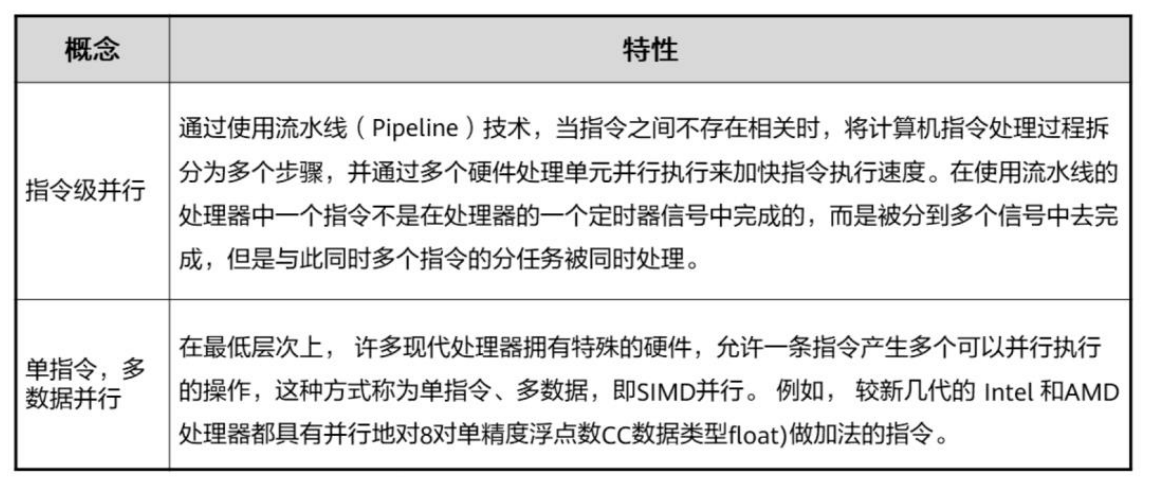 概念
特性
指令级并行
通过使用流水线（Pipeline）技术，当指令之间不存在相关时，将计算机指令处理过程拆
分为多个步骤，并通过多个硬件处理单元并行执行来加快指令执行速度。在使用流水线的
处理器中一个指令不是在处理器的一个定时器信号中完成的，而是被分到多个信号中去完
成，但是与此同时多个指令的分任务被同时处理。
单指令，多
数据并行
在最低层次上， 许多现代处理器拥有特殊的硬件，允许一条指令产生多个可以并行执行
的操作，这种方式称为单指令、多数据，即SIMD并行。 例如， 较新几代的 Intel 和AMD
处理器都具有并行地对8对单精度浮点数CC数据类型float)做加法的指令。